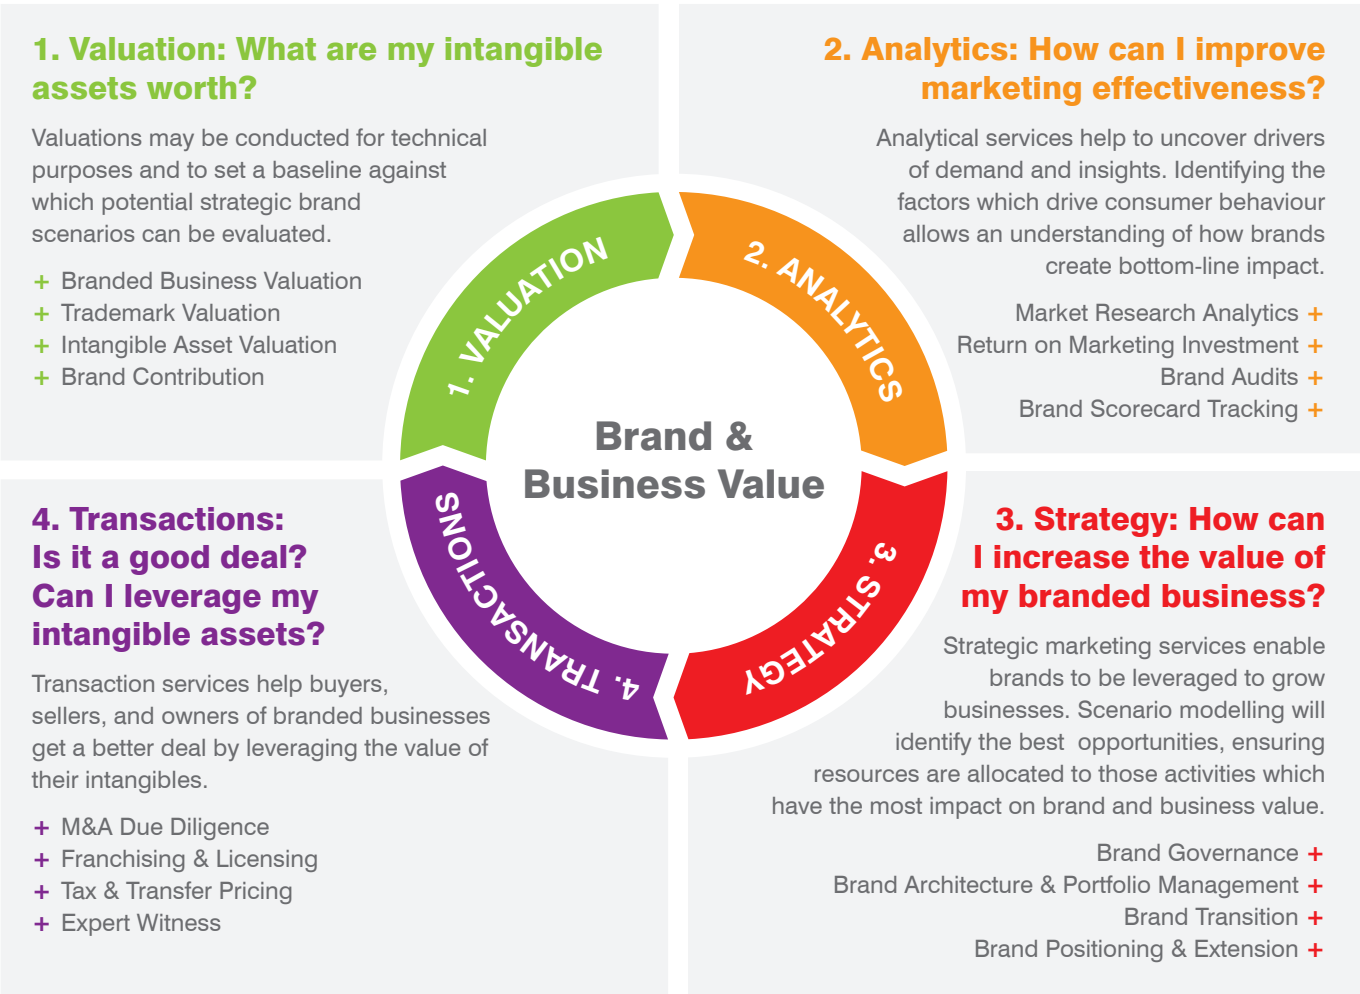 1. Valuation: What are my intangible
assets worth?
Valuations may be conducted for technical
purposes and to set a baseline against
which potential strategic brand
scenarios can be evaluated.
+ Branded Business Valuation
+ Trademark Valuation
+ Intangible Asset Valuation
+ Brand Contribution
2. Analytics: How can I improve
marketing effectiveness?
Analytical services help to uncover drivers
of demand and insights. Identifying the
factors which drive consumer behaviour
allows an understanding of how brands
create bottom-line impact.
Market Research Analytics +
Return on Marketing Investment +
Brand Audits +
Brand Scorecard Tracking +
1. VALUATION
2. ANALYTICS
Brand &
Business Value
3. STRATEGY
4. TRANSACTIONS
3. Strategy: How can
I increase the value of
my branded business?
Strategic marketing services enable
brands to be leveraged to grow
businesses. Scenario modelling will
identify the best  opportunities, ensuring
resources are allocated to those activities which
have the most impact on brand and business value.
Brand Governance +
Brand Architecture & Portfolio Management +
Brand Transition +
Brand Positioning & Extension +
4. Transactions:
Is it a good deal?
Can I leverage my
intangible assets?
Transaction services help buyers,
sellers, and owners of branded businesses
get a better deal by leveraging the value of
their intangibles.
+ M&A Due Diligence
+ Franchising & Licensing
+ Tax & Transfer Pricing
+ Expert Witness